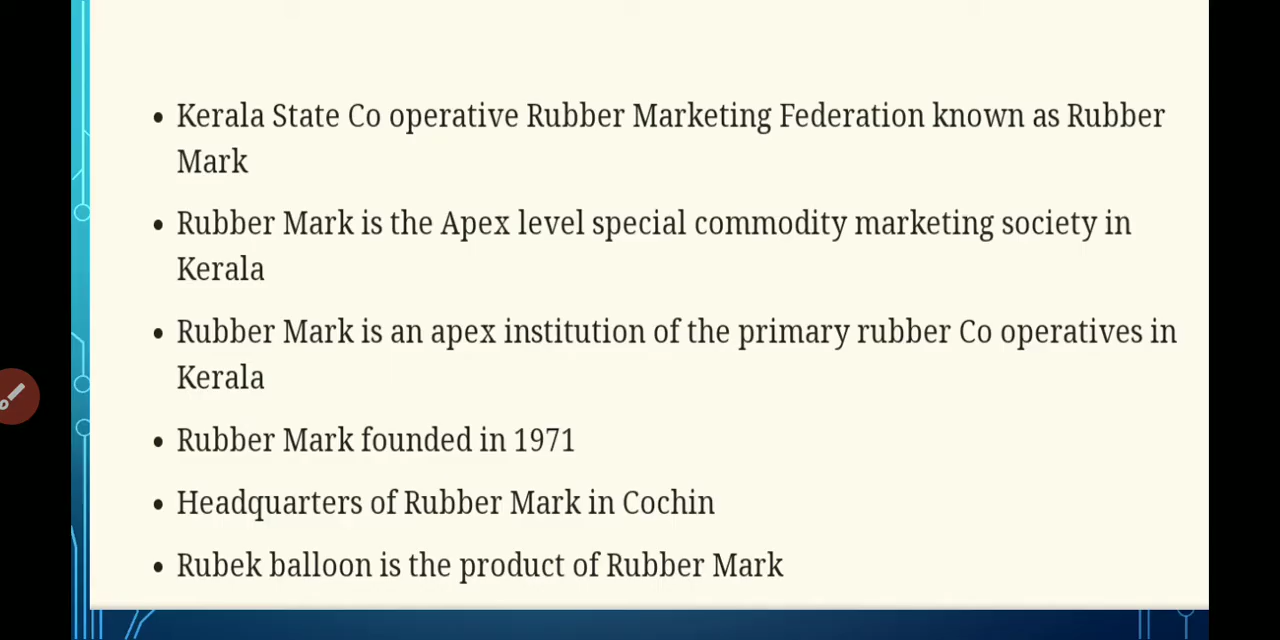 • Kerala State Co operative Rubber Marketing Federation known as Rubber
Mark
• Rubber Mark is the Apex level special commodity marketing society in
Kerala
• Rubber Mark is an apex institution of the primary rubber Co operatives in
Kerala
• Rubber Mark founded in 1971
• Headquarters of Rubber Mark in Cochin
• Rubek balloon is the product of Rubber Mark